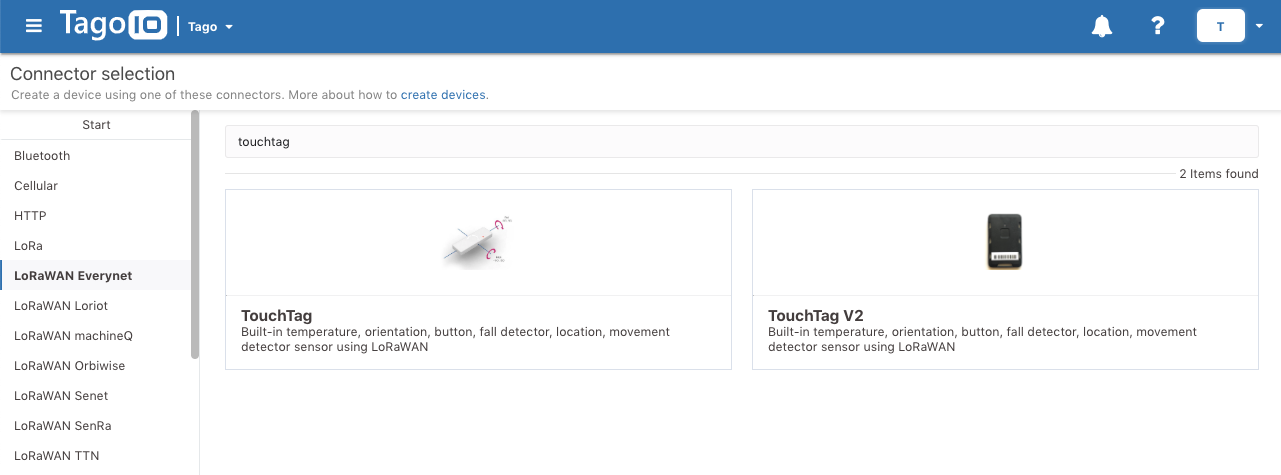 TagoIO
Tago
?
T
Connector selection
Create a device using one of these connectors. More about how to create devices.
Start
Bluetooth
Cellular
HTTP
LoRa
LoRaWAN Everynet
LoRaWAN Loriot
LoRaWAN machineQ
LoRaWAN Orbiwise
LoRaWAN Senet
LoRaWAN SenRa
LoRaWAN TTN
touchtag
2 Items found
TouchTag
Built-in temperature, orientation, button, fall detector, location, movement
detector sensor using LoRaWAN
TouchTag V2
Built-in temperature, orientation, button, fall detector, location, movement
detector sensor using LoRaWAN